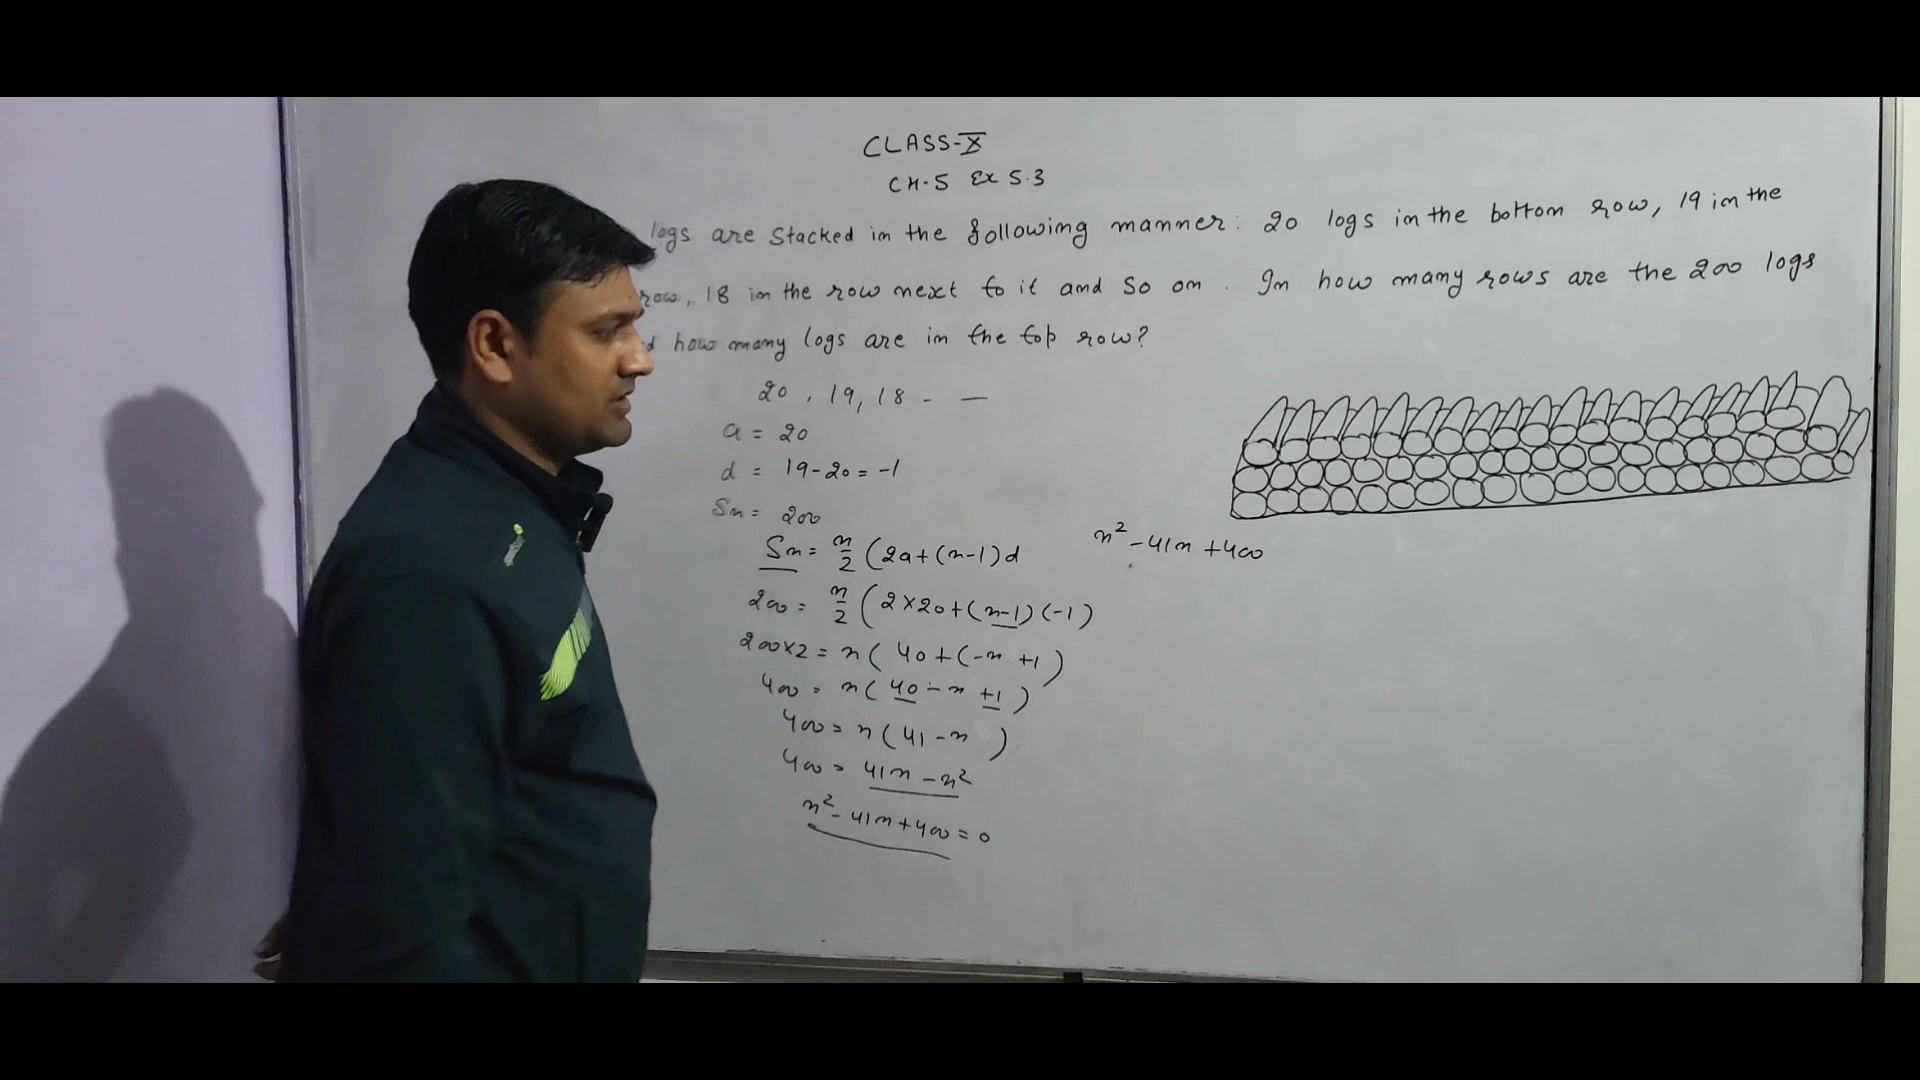 CLASS-X
CH.5 Ex 5.3
logs are stacked in the following manner: 20 logs in the bottom row, 19 in the
row, 18 in the row next to it and so on. In how many rows are the 200 logs
how many logs are in the top row?
20, 19, 18 - —
a = 20
d = 19-20 = -1
Sn = 200
Sn = n/2 (2a+(n-1)d
200 = n/2 (2×20+(n-1)(-1)
200×2 = n( 40+(-n+1)
400 = n( 40-n+1)
400 = n(41-n)
400 = 41n-n²
n²-41n+400=0
n²-41n+400